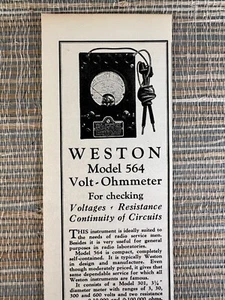 WESTON
Model 564
Volt-Ohmmeter
For checking
Voltages · Resistance
Continuity of Circuits
THIS instrument is ideally suited to
the needs of radio service men.
Besides it is very useful for general
purposes in radio laboratories.
Model 564 is compact, completely
self-contained. It is typically Weston
in design and manufacture. Even
though moderately priced, it gives that
same dependable service for which all
Weston instruments are famous.
It consists of a Model 301, 3¼"
diameter meter with ranges of 3, 30,
300 and 600 volts and two resistance